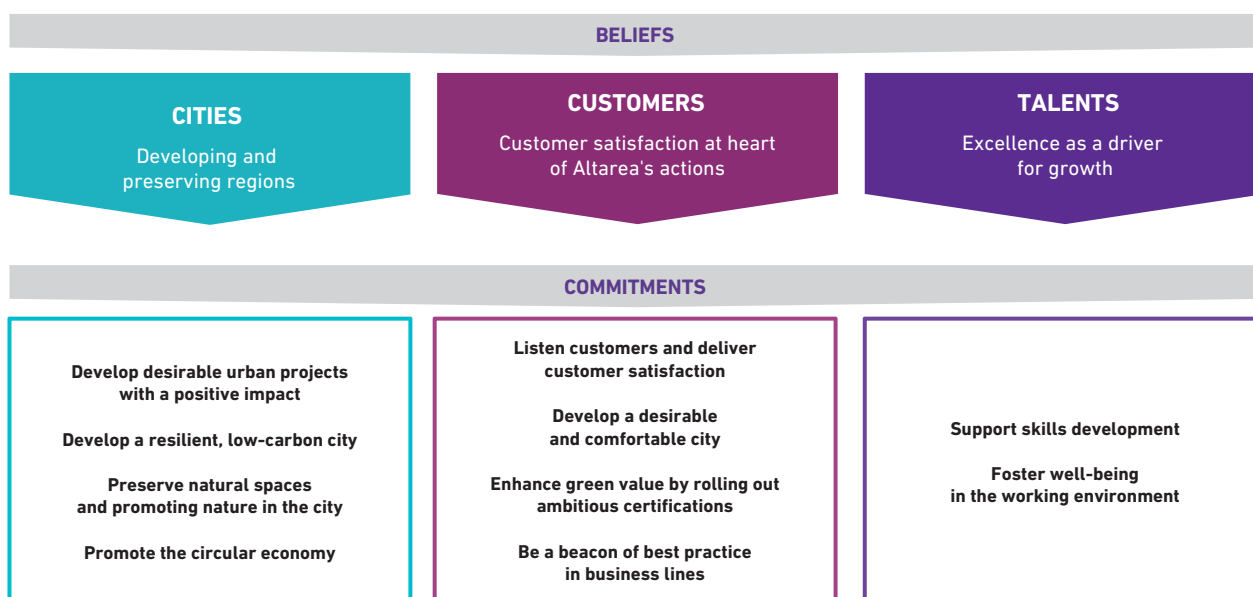 BELIEFS
CITIES
Developing and
preserving regions
CUSTOMERS
Customer satisfaction at heart
of Altarea's actions
TALENTS
Excellence as a driver
for growth
COMMITMENTS
Develop desirable urban projects
with a positive impact
Develop a resilient, low-carbon city
Preserve natural spaces
and promoting nature in the city
Promote the circular economy
Listen customers and deliver
customer satisfaction
Develop a desirable
and comfortable city
Enhance green value by rolling out
ambitious certifications
Be a beacon of best practice
in business lines
Support skills development
Foster well-being
in the working environment